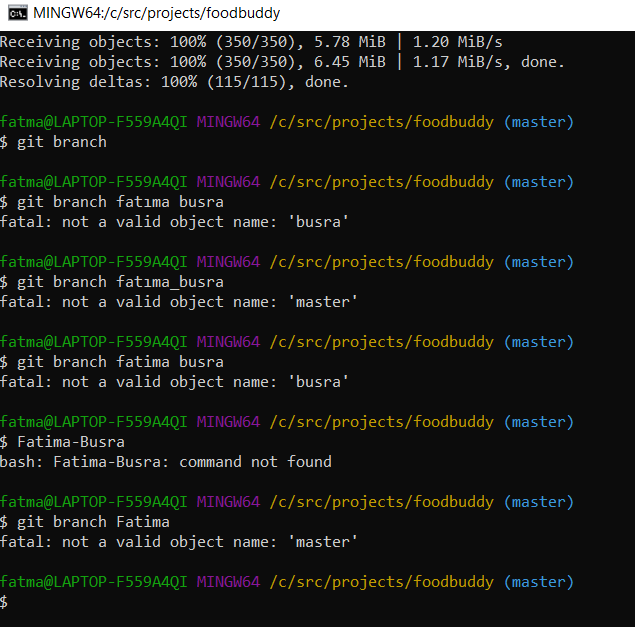 MINGW64:/c/src/projects/foodbuddy
Receiving objects: 100% (350/350), 5.78 MiB | 1.20 MiB/s
Receiving objects: 100% (350/350), 6.45 MiB | 1.17 MiB/s, done.
Resolving deltas: 100% (115/115), done.
fatma@LAPTOP-F559A4QI MINGW64 /c/src/projects/foodbuddy (master)
$ git branch
fatma@LAPTOP-F559A4QI MINGW64 /c/src/projects/foodbuddy (master)
$ git branch fatıma busra
fatal: not a valid object name: 'busra'
fatma@LAPTOP-F559A4QI MINGW64 /c/src/projects/foodbuddy (master)
$ git branch fatıma_busra
fatal: not a valid object name: 'master'
fatma@LAPTOP-F559A4QI MINGW64 /c/src/projects/foodbuddy (master)
$ git branch fatima busra
fatal: not a valid object name: 'busra'
fatma@LAPTOP-F559A4QI MINGW64 /c/src/projects/foodbuddy (master)
$ Fatima-Busra
bash: Fatima-Busra: command not found
fatma@LAPTOP-F559A4QI MINGW64 /c/src/projects/foodbuddy (master)
$ git branch Fatima
fatal: not a valid object name: 'master'
fatma@LAPTOP-F559A4QI MINGW64 /c/src/projects/foodbuddy (master)
$